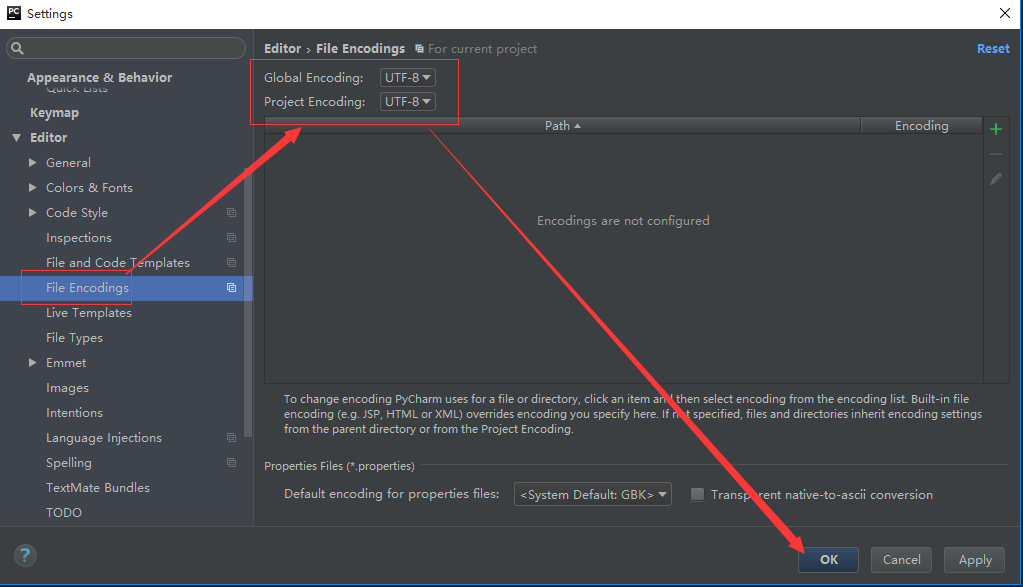 PC Settings
Editor › File Encodings For current project Reset
Appearance & Behavior
Quick Lists
Keymap
Editor
General
Colors & Fonts
Code Style
Inspections
File and Code Templates
File Encodings
Live Templates
File Types
Emmet
Images
Intentions
Language Injections
Spelling
TextMate Bundles
TODO
Global Encoding: UTF-8
Project Encoding: UTF-8
Path Encoding
Encodings are not configured
To change encoding PyCharm uses for a file or directory, click an item and then select encoding from the encoding list. Built-in file
encoding (e.g. JSP, HTML or XML) overrides encoding you specify here. If not specified, files and directories inherit encoding settings
from the parent directory or from the Project Encoding.
Properties Files (*.properties)
Default encoding for properties files: <System Default: GBK> Transparent native-to-ascii conversion
? OK Cancel Apply